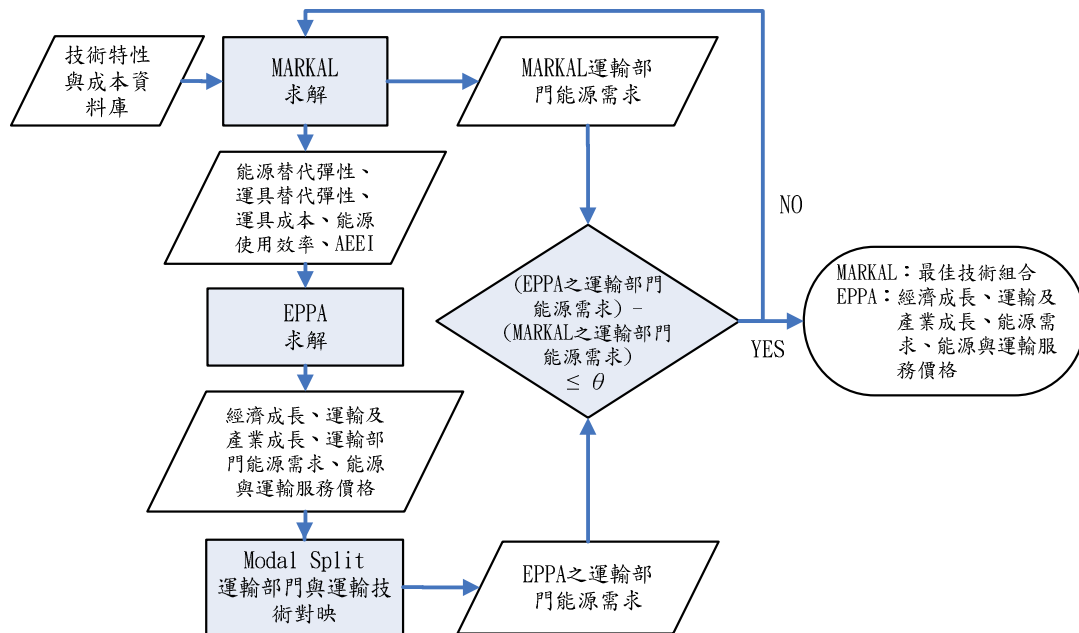 技術特性
與成本資
料庫
MARKAL
求解
MARKAL運輸部
門能源需求
能源替代彈性、
運具替代彈性、
運具成本、能源
使用效率、AEEI
EPPA
求解
經濟成長、運輸及
產業成長、運輸部
門能源需求、能源
與運輸服務價格
Modal Split
運輸部門與運輸技
術對映
EPPA之運輸部
門能源需求
(EPPA之運輸部門
能源需求) –
(MARKAL之運輸部門
能源需求)
≤ θ
NO
YES
MARKAL：最佳技術組合
EPPA：經濟成長、運輸及
產業成長、能源需
求、能源與運輸服
務價格